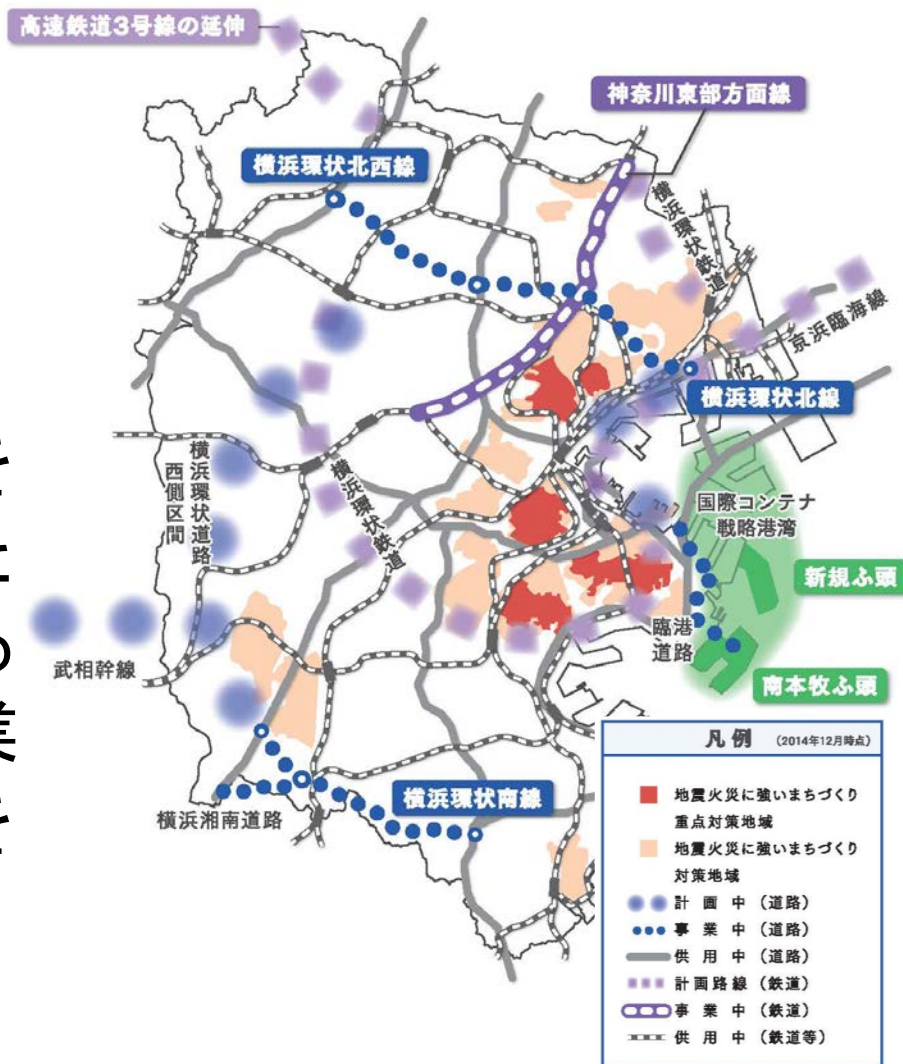 高速鉄道3号線の延伸
神奈川東部方面線
横浜環状北西線
横浜環状鉄道
京浜臨海線
横浜環状北線
横浜環状道路
西側区間
横浜環状鉄道
国際コンテナ
戦略港湾
新規ふ頭
臨港
道路
武相幹線
南本牧ふ頭
横浜環状南線
横浜湘南道路
凡例 (2014年12月時点)
地震火災に強いまちづくり
重点対策地域
地震火災に強いまちづくり
対策地域
計画中(道路)
事業中(道路)
供用中(道路)
計画路線(鉄道)
事業中(鉄道)
供用中(鉄道等)